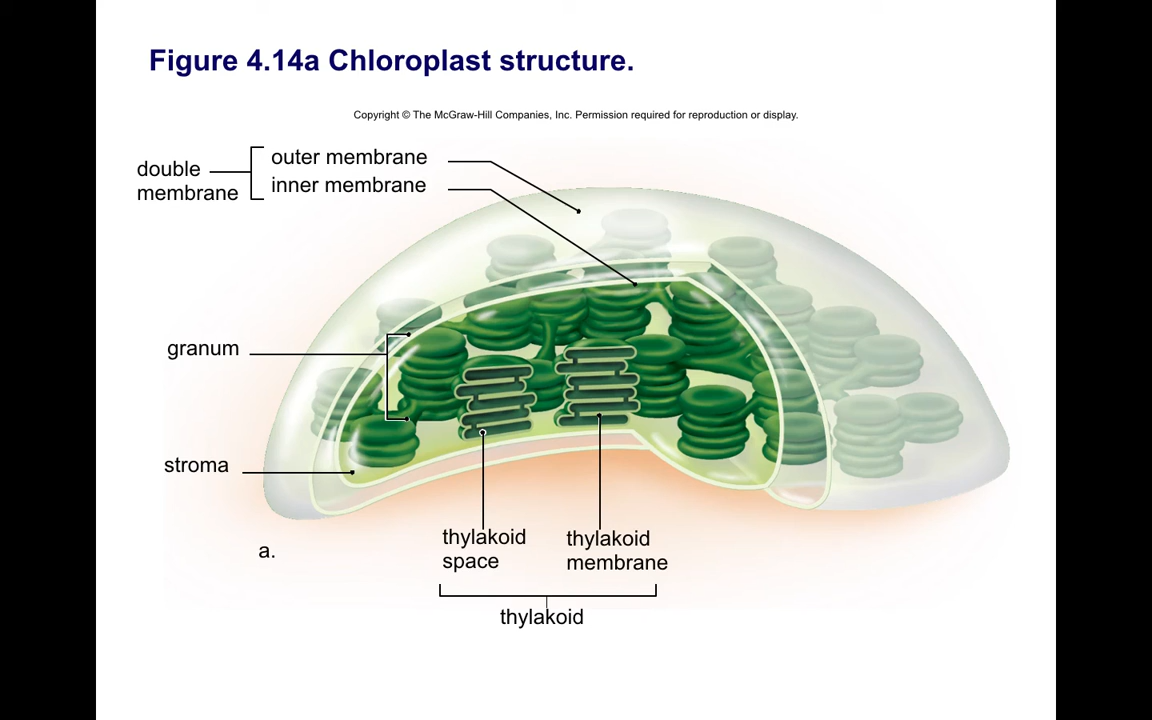 Figure 4.14a Chloroplast structure.
Copyright © The McGraw-Hill Companies, Inc. Permission required for reproduction or display.
double
membrane
outer membrane
inner membrane
granum
stroma
a.
thylakoid
space
thylakoid
membrane
thylakoid